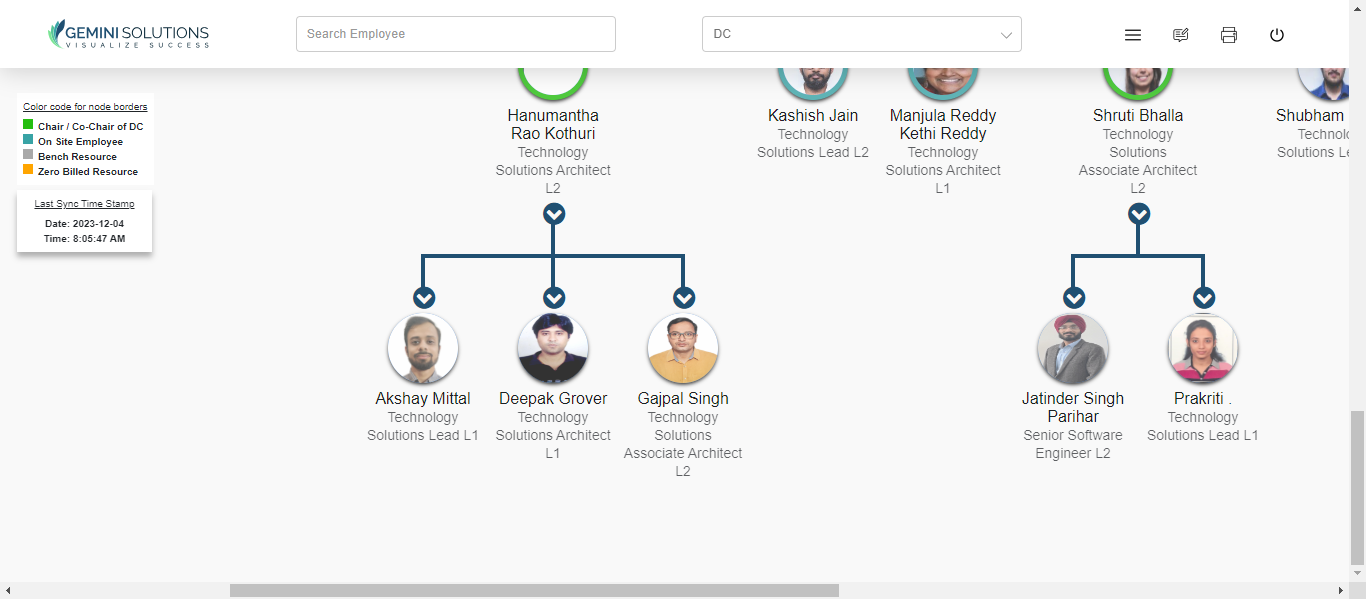 GEMINI SOLUTIONS
VISUALIZE SUCCESS
Search Employee
DC
Color code for node borders
Chair / Co-Chair of DC
On Site Employee
Bench Resource
Zero Billed Resource
Last Sync Time Stamp
Date: 2023-12-04
Time: 8:05:47 AM
Hanumantha
Rao Kothuri
Technology
Solutions Architect
L2
Kashish Jain
Technology
Solutions Lead L2
Manjula Reddy
Kethi Reddy
Technology
Solutions Architect
L1
Shruti Bhalla
Technology
Solutions
Associate Architect
L2
Shubham
Technolo
Solutions Le
Akshay Mittal
Technology
Solutions Lead L1
Deepak Grover
Technology
Solutions Architect
L1
Gajpal Singh
Technology
Solutions
Associate Architect
L2
Jatinder Singh
Parihar
Senior Software
Engineer L2
Prakriti .
Technology
Solutions Lead L1